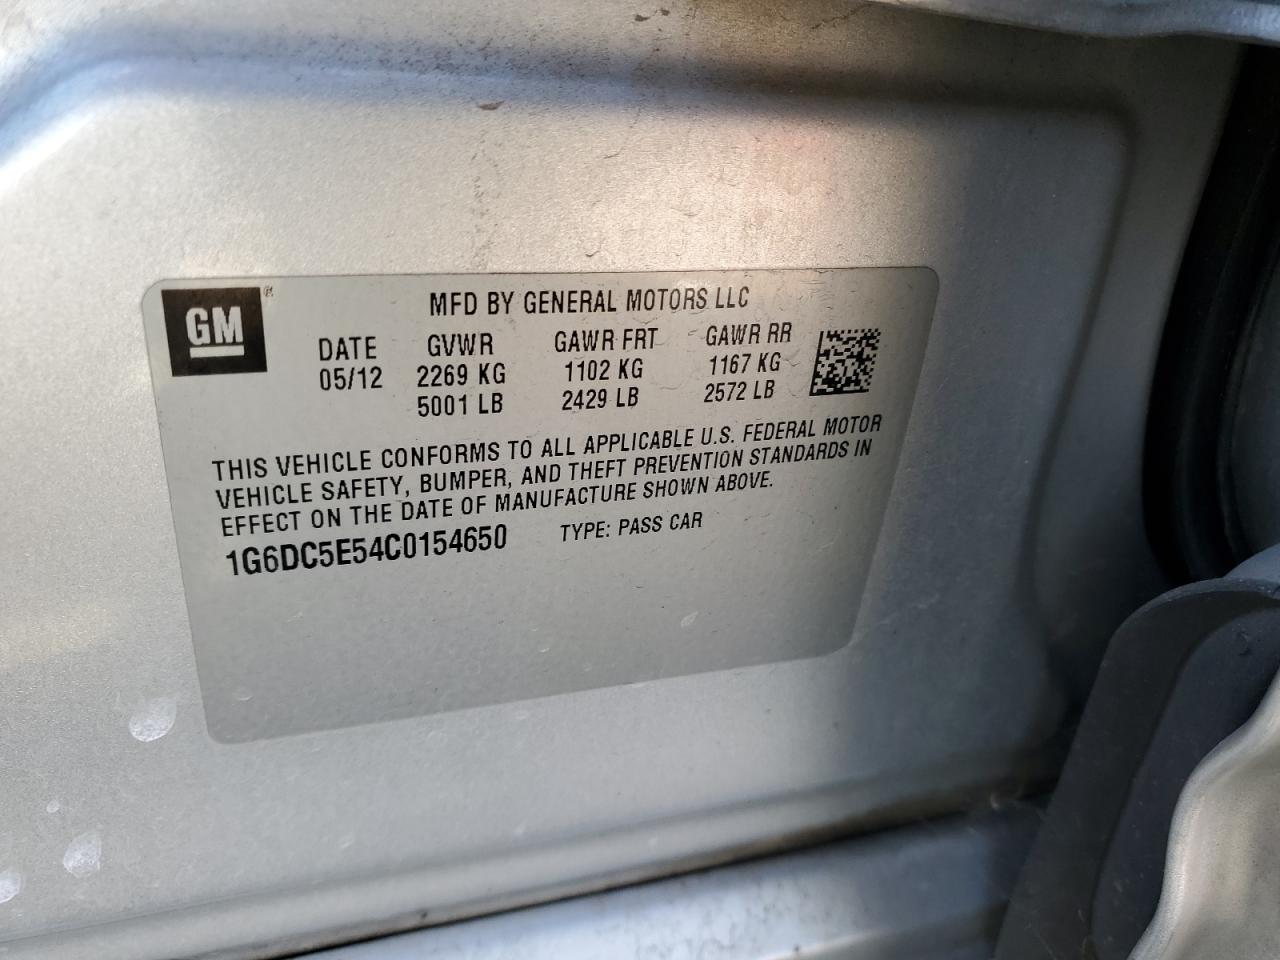 GM ®
MFD BY GENERAL MOTORS LLC
DATE GVWR GAWR FRT GAWR RR
05/12 2269 KG 1102 KG 1167 KG
5001 LB 2429 LB 2572 LB
THIS VEHICLE CONFORMS TO ALL APPLICABLE U.S. FEDERAL MOTOR
VEHICLE SAFETY, BUMPER, AND THEFT PREVENTION STANDARDS IN
EFFECT ON THE DATE OF MANUFACTURE SHOWN ABOVE.
1G6DC5E54C0154650 TYPE: PASS CAR